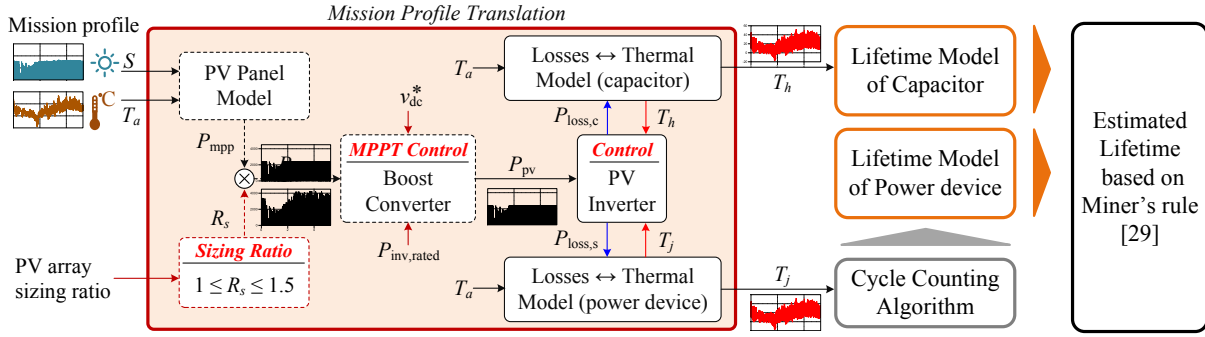 Mission Profile Translation
Mission profile
S
°C
T_a
PV Panel
Model
P_mpp
R_s
Sizing Ratio
1 ≤ R_s ≤ 1.5
PV array
sizing ratio
v*_dc
MPPT Control
Boost
Converter
P_inv,rated
P_pv
T_a
Losses ↔ Thermal
Model (capacitor)
P_loss,c
T_h
Control
PV
Inverter
P_loss,s
T_j
T_a
Losses ↔ Thermal
Model (power device)
T_h
T_j
Lifetime Model
of Capacitor
Lifetime Model
of Power device
Cycle Counting
Algorithm
Estimated
Lifetime
based on
Miner's rule
[29]